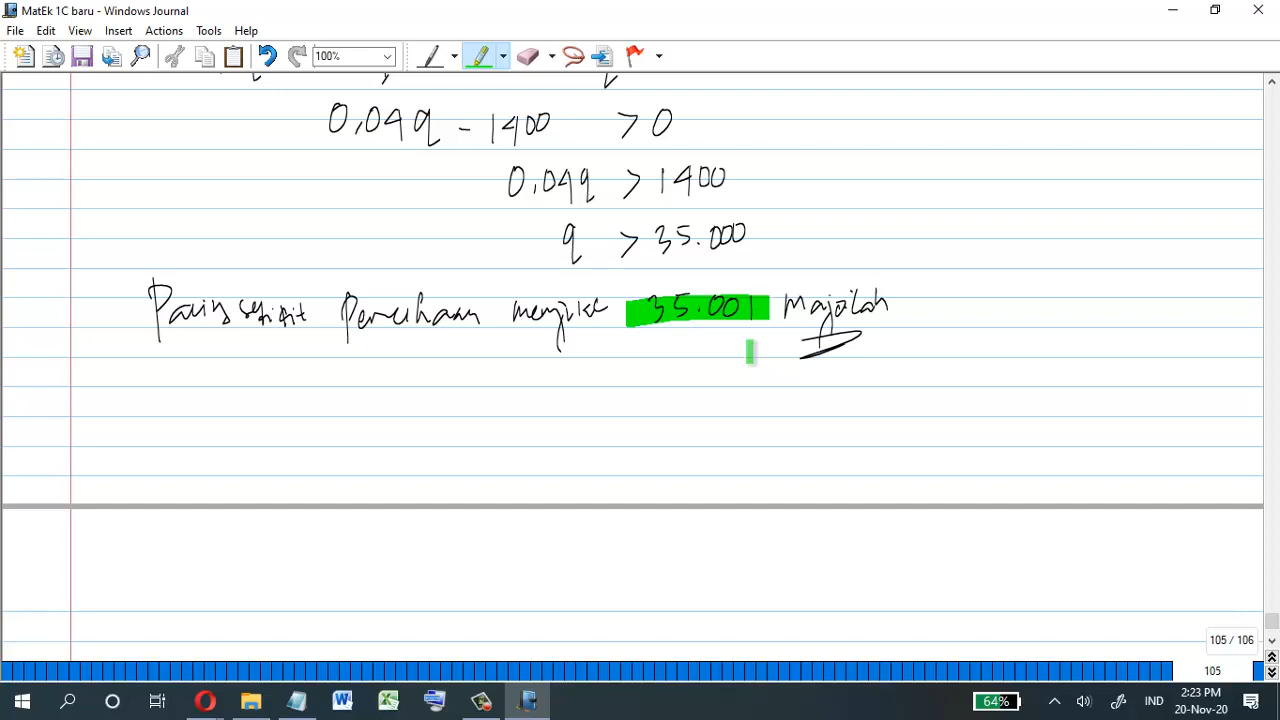 MatEk 1C baru - Windows Journal
File Edit View Insert Actions Tools Help
100%
0,04q - 1400 > 0
0,04q > 1400
q > 35.000
Paling sedikit Perusahaan menjual 35.001 Majalah
105 / 106
105
64%
IND
2:23 PM
20-Nov-20